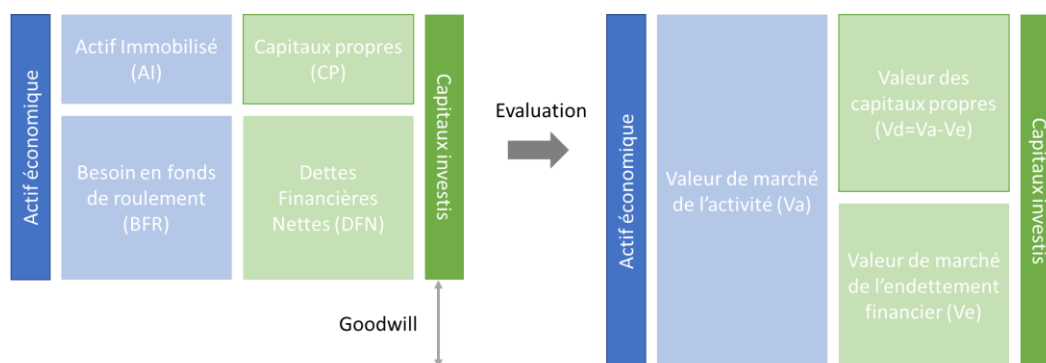 Actif économique
Actif Immobilisé
(AI)
Besoin en fonds
de roulement
(BFR)
Capitaux propres
(CP)
Dettes
Financières
Nettes (DFN)
Capitaux investis
Goodwill
Evaluation
Actif économique
Valeur de marché
de l'activité (Va)
Valeur des
capitaux propres
(Vd=Va-Ve)
Valeur de marché
de l'endettement
financier (Ve)
Capitaux investis